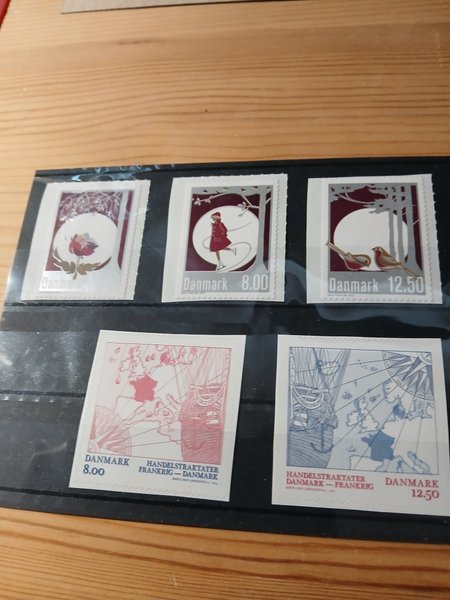 Danmark
Danmark 8.00
Danmark 12.50
DANMARK
8.00
HANDELSTRAKTATER
FRANKRIG — DANMARK
DANMARK
12.50
HANDELSTRAKTATER
DANMARK — FRANKRIG